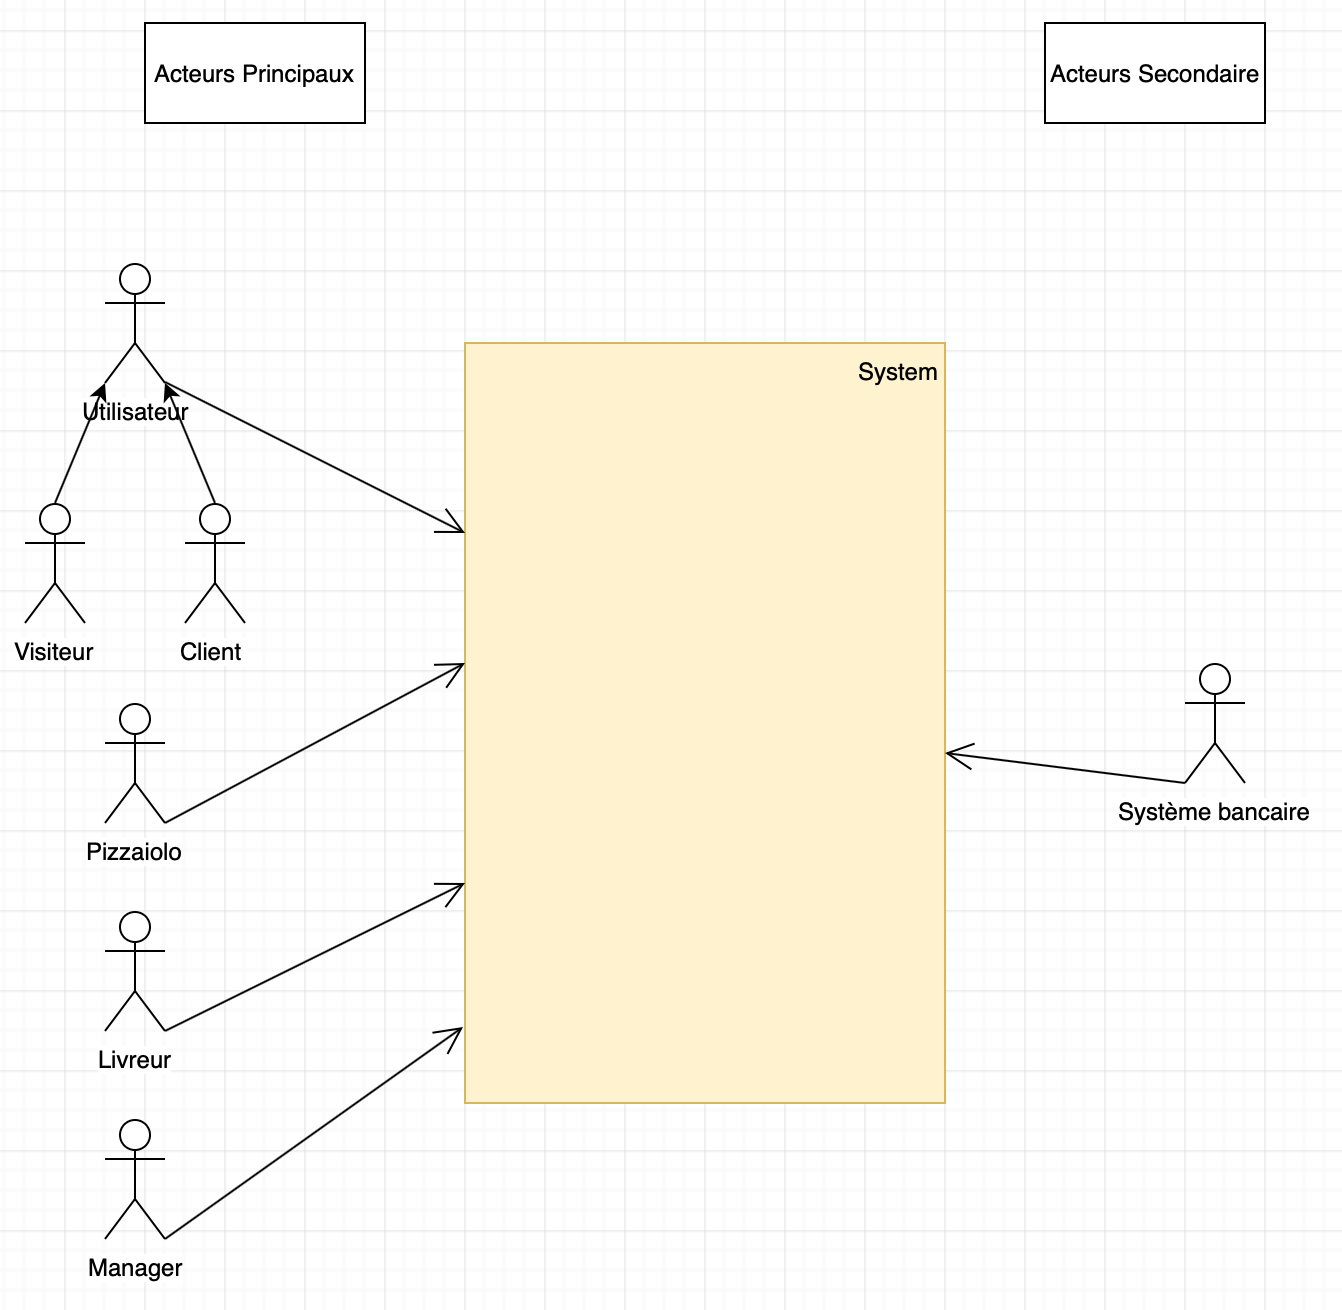 Acteurs Principaux
Acteurs Secondaire
System
Utilisateur
Visiteur
Client
Pizzaiolo
Système bancaire
Livreur
Manager